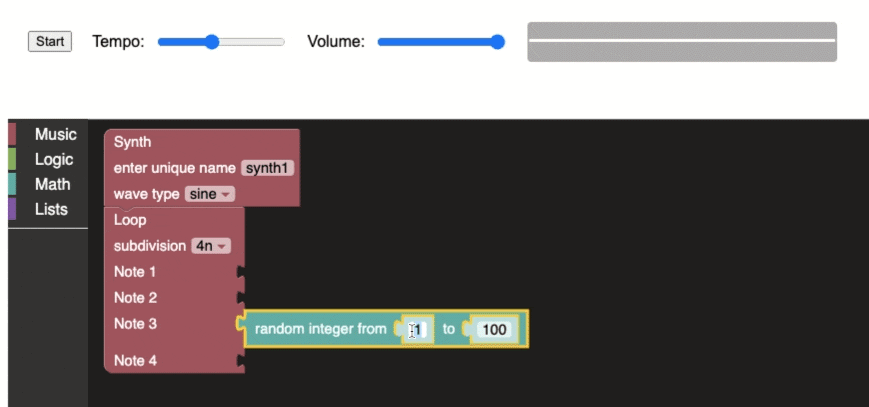 Start Tempo: Volume:
Music
Logic
Math
Lists
Synth
enter unique name synth1
wave type sine
Loop
subdivision 4n
Note 1
Note 2
Note 3 random integer from 1 to 100
Note 4